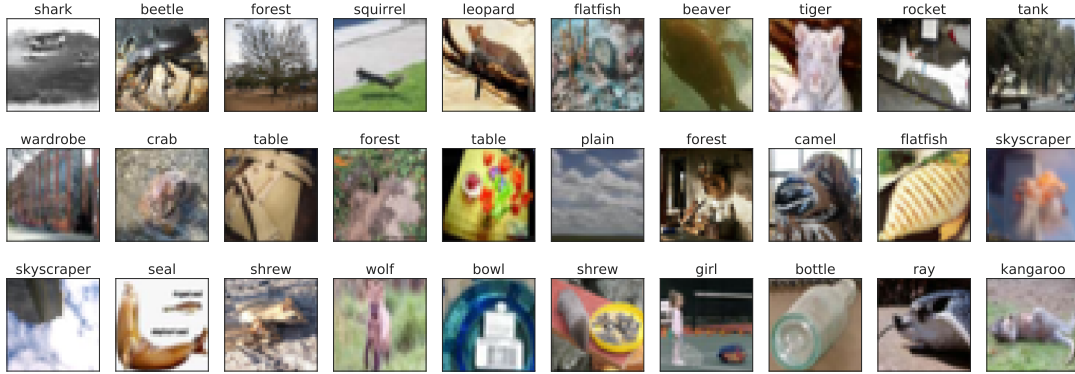 shark beetle forest squirrel leopard flatfish beaver tiger rocket tank
wardrobe crab table forest table plain forest camel flatfish skyscraper
skyscraper seal shrew wolf bowl shrew girl bottle ray kangaroo